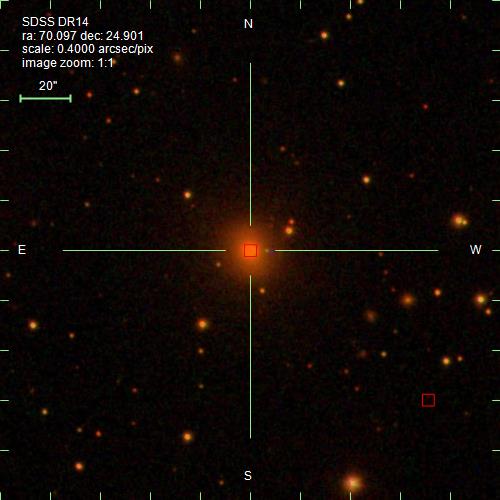 SDSS DR14
ra: 70.097 dec: 24.901
scale: 0.4000 arcsec/pix
image zoom: 1:1
20"
N
E
W
S